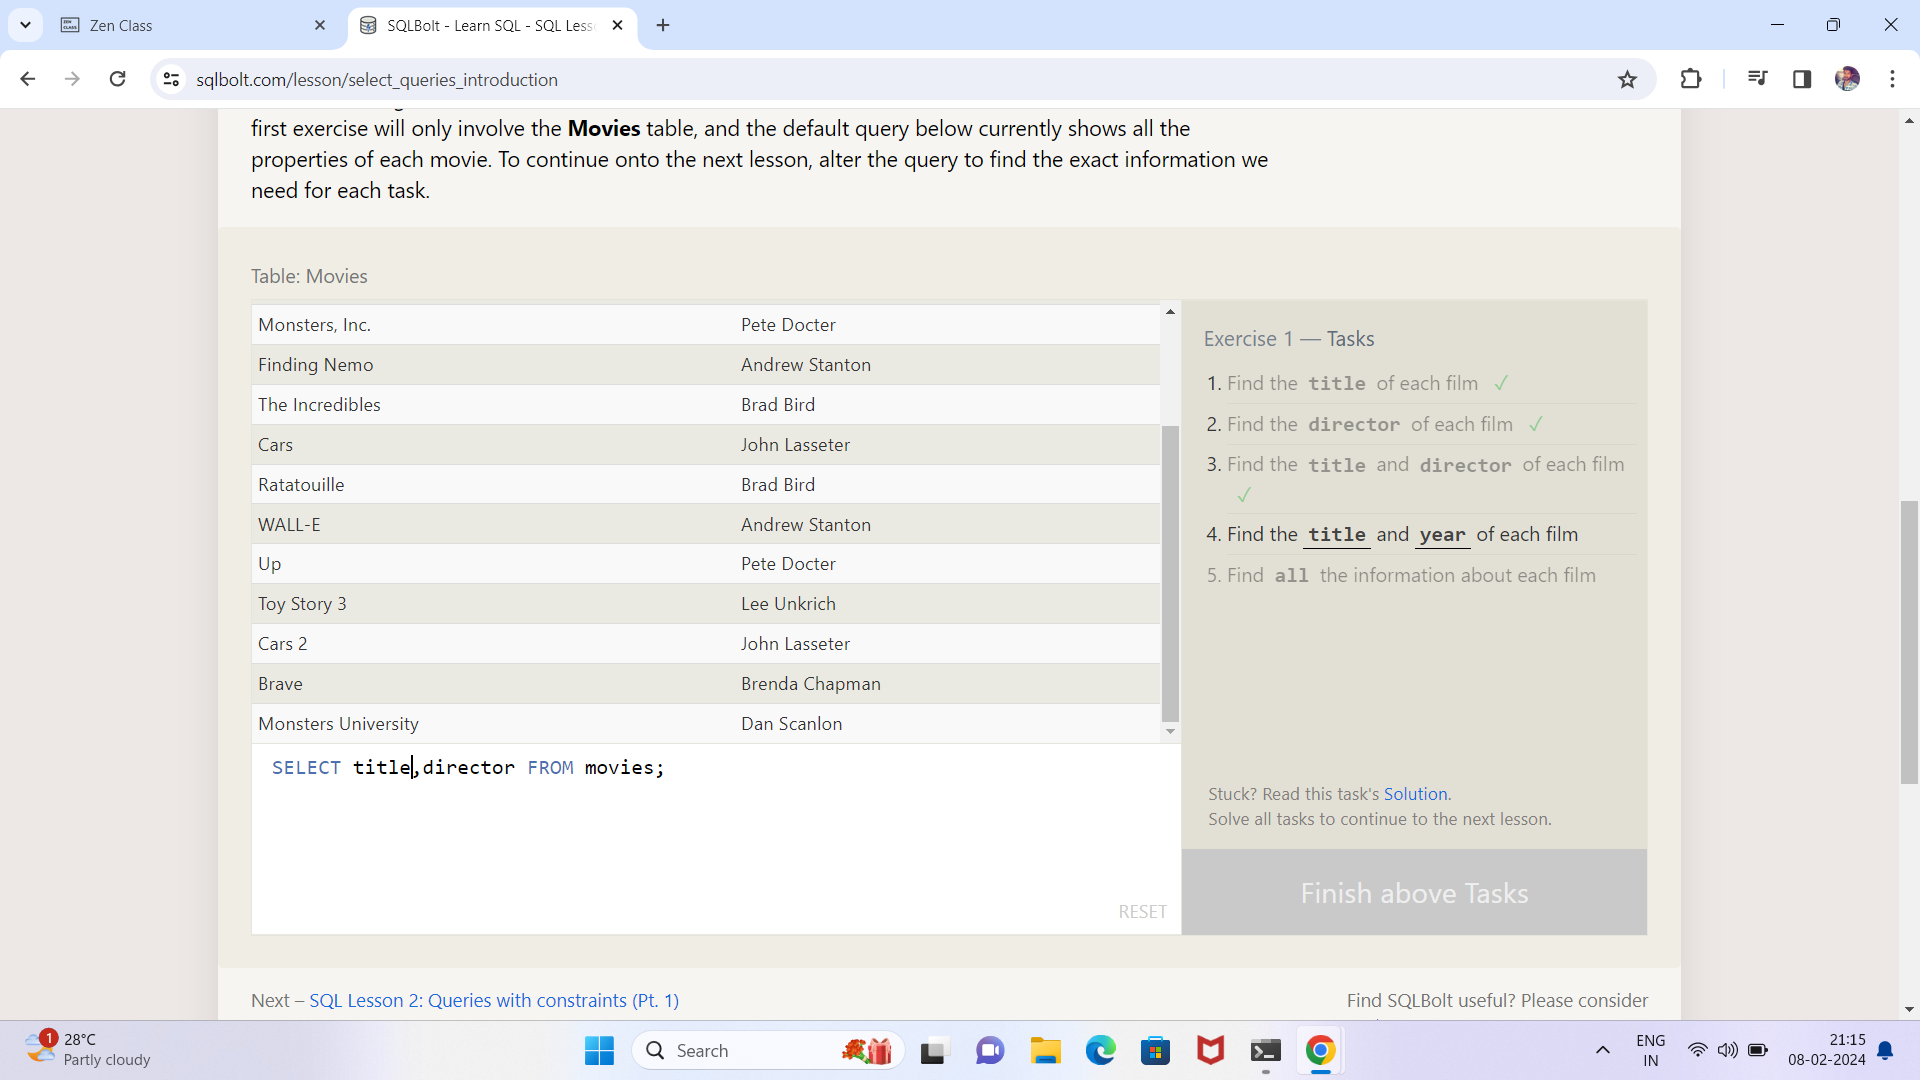 Zen Class
SQLBolt - Learn SQL - SQL Less
sqlbolt.com/lesson/select_queries_introduction
first exercise will only involve the Movies table, and the default query below currently shows all the
properties of each movie. To continue onto the next lesson, alter the query to find the exact information we
need for each task.
Table: Movies
Monsters, Inc. Pete Docter
Finding Nemo Andrew Stanton
The Incredibles Brad Bird
Cars John Lasseter
Ratatouille Brad Bird
WALL-E Andrew Stanton
Up Pete Docter
Toy Story 3 Lee Unkrich
Cars 2 John Lasseter
Brave Brenda Chapman
Monsters University Dan Scanlon
SELECT title,director FROM movies;
RESET
Exercise 1 — Tasks
1. Find the title of each film ✓
2. Find the director of each film ✓
3. Find the title and director of each film
✓
4. Find the title and year of each film
5. Find all the information about each film
Stuck? Read this task's Solution.
Solve all tasks to continue to the next lesson.
Finish above Tasks
Next – SQL Lesson 2: Queries with constraints (Pt. 1)
Find SQLBolt useful? Please consider
1
28°C
Partly cloudy
Search
ENG
IN
21:15
08-02-2024